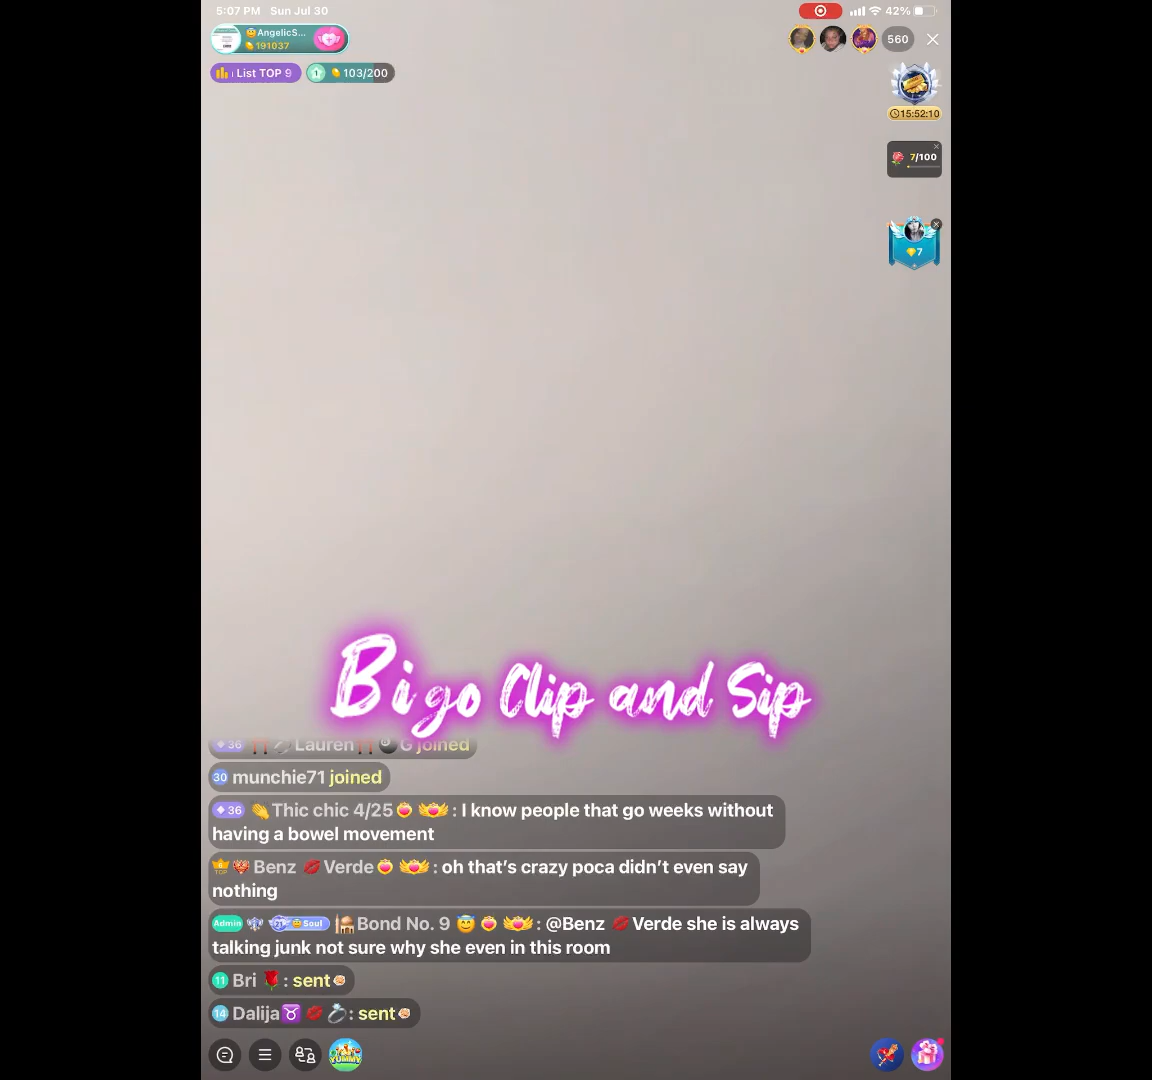 5:07 PM Sun Jul 30
42%
AngelicS...
191037
560
List TOP 9
1 103/200
15:52:10
7/100
7
Bigo Clip and Sip
36 Lauren G joined
30 munchie71 joined
36 Thic chic 4/25 : I know people that go weeks without
having a bowel movement
TOP Benz Verde : oh that's crazy poca didn't even say
nothing
Admin 21 Soul Bond No. 9 : @Benz Verde she is always
talking junk not sure why she even in this room
11 Bri : sent
14 Dalija : sent
YUMMY